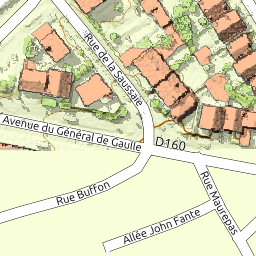 Rue de la Saussaie
Avenue du Général de Gaulle
D160
Rue Maurepas
Rue Buffon
Allée John Fante